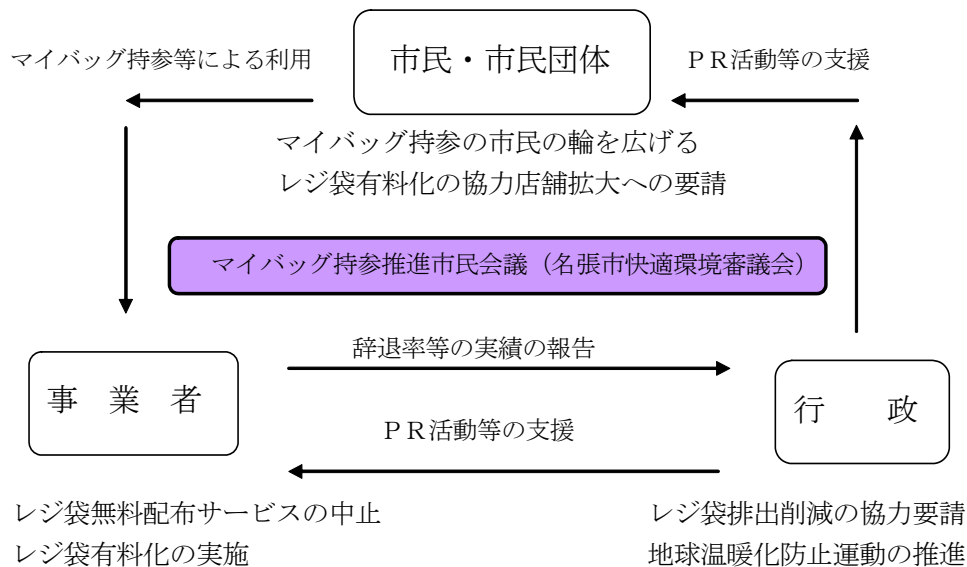 市民・市民団体
マイバッグ持参等による利用
ＰＲ活動等の支援
マイバッグ持参の市民の輪を広げる
レジ袋有料化の協力店舗拡大への要請
マイバッグ持参推進市民会議（名張市快適環境審議会）
辞退率等の実績の報告
事　業　者
行　　政
ＰＲ活動等の支援
レジ袋無料配布サービスの中止
レジ袋有料化の実施
レジ袋排出削減の協力要請
地球温暖化防止運動の推進